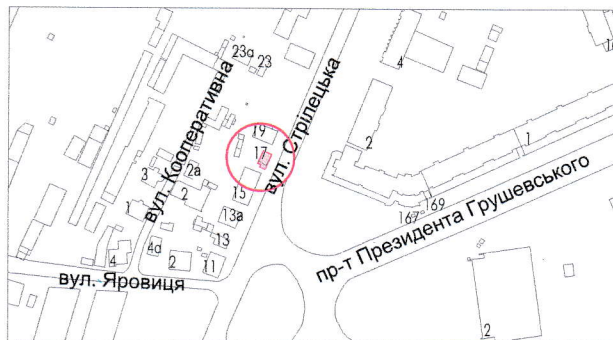 23а 23
4
вул. Кооперативна
вул. Стрілецька
19
17
2
1
3
2а
2
15
1
13а
167 169
пр-т Президента Грушевського
4а
13
4
2
11
вул. Яровиця
2